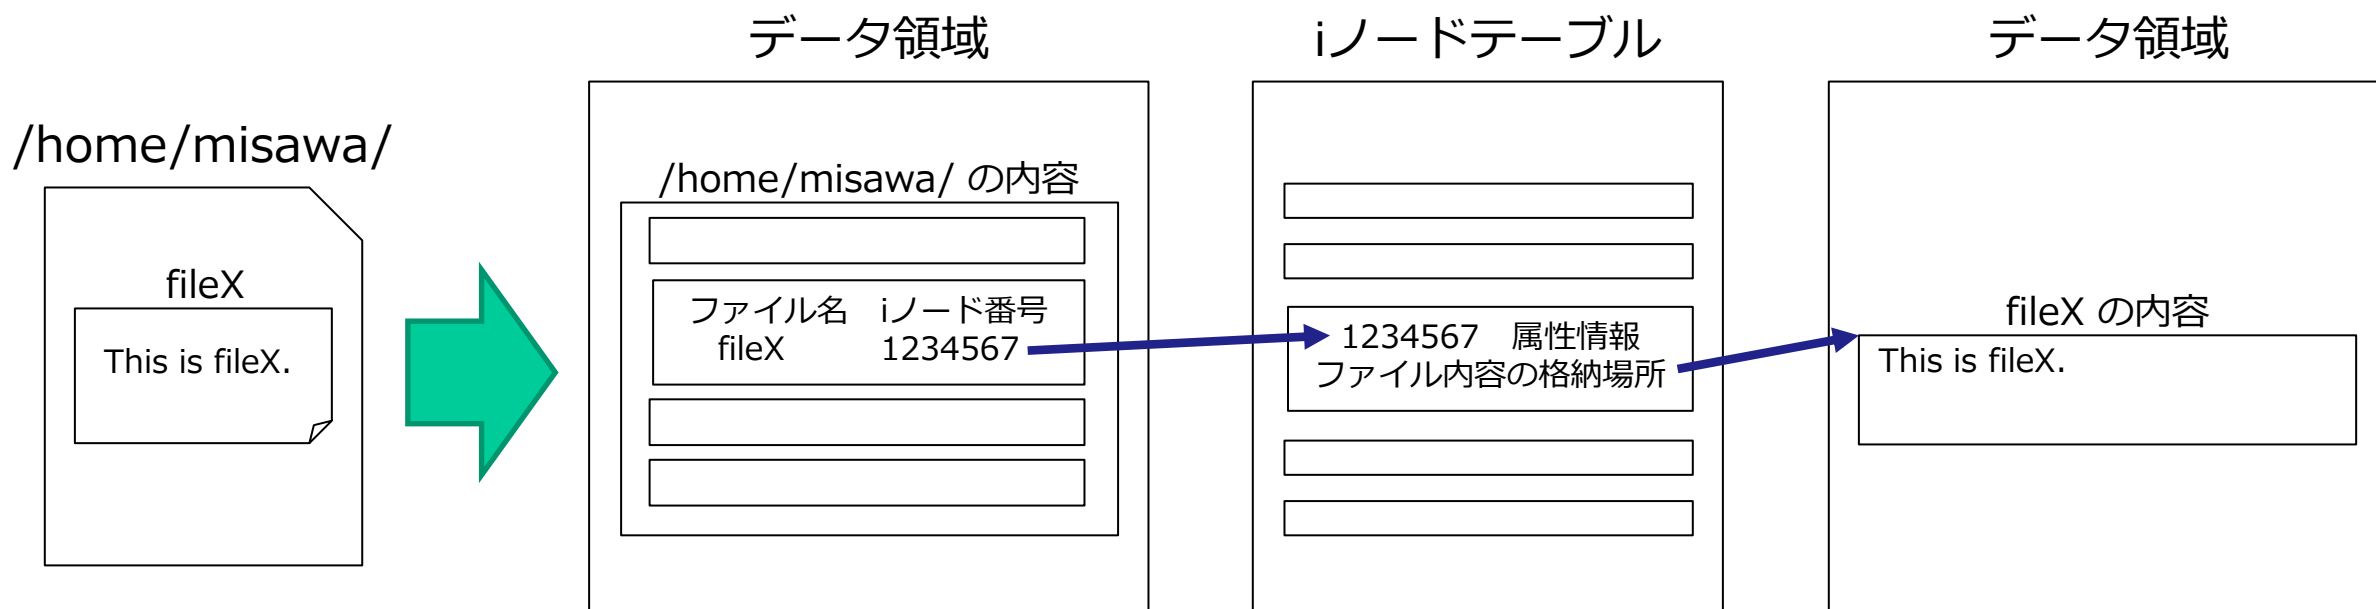 データ領域
iノードテーブル
データ領域
/home/misawa/
fileX
This is fileX.
/home/misawa/ の内容
ファイル名 iノード番号
fileX 1234567
1234567 属性情報
ファイル内容の格納場所
fileX の内容
This is fileX.